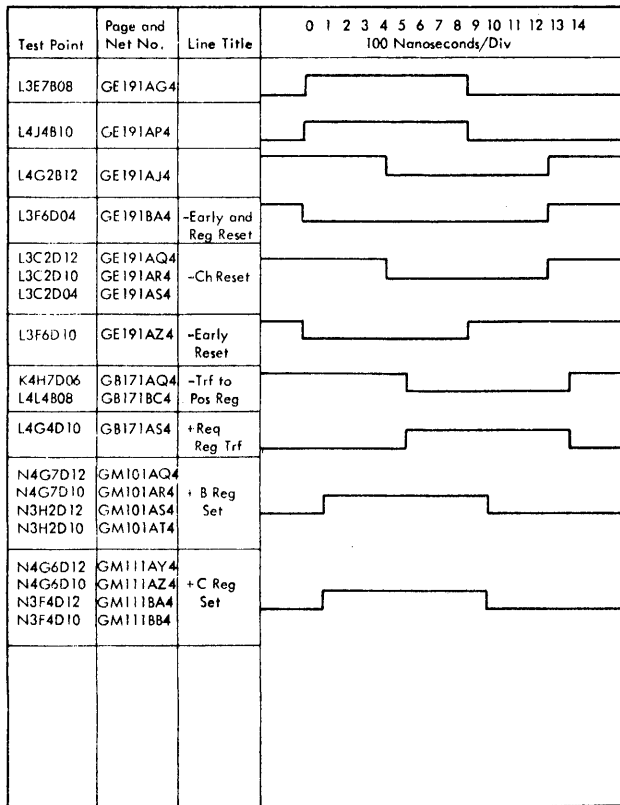 Test Point Page and Net No. Line Title 0 1 2 3 4 5 6 7 8 9 10 11 12 13 14
100 Nanoseconds/Div
L3E7B08 GE191AG4
L4J4B10 GE191AP4
L4G2B12 GE191AJ4
L3F6D04 GE191BA4 -Early and
Reg Reset
L3C2D12 GE191AQ4
L3C2D10 GE191AR4 -Ch Reset
L3C2D04 GE191AS4
L3F6D10 GE191AZ4 -Early
Reset
K4H7D06 GB171AQ4 -Trf to
L4L4B08 GB171BC4 Pos Reg
L4G4D10 GB171AS4 +Req
Reg Trf
N4G7D12 GM101AQ4
N4G7D10 GM101AR4 + B Reg
N3H2D12 GM101AS4 Set
N3H2D10 GM101AT4
N4G6D12 GM111AY4
N4G6D10 GM111AZ4 +C Reg
N3F4D12 GM111BA4 Set
N3F4D10 GM111BB4